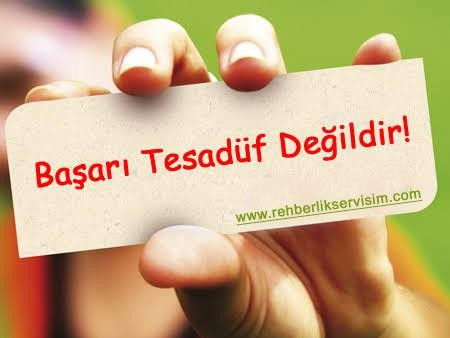 Başarı Tesadüf Değildir!
www.rehberlikservisim.com